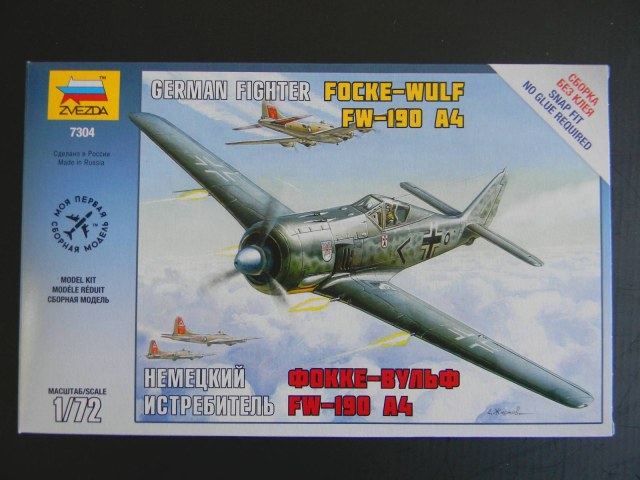 ZVEZDA™
7304
Сделано в России
Made in Russia
МОЯ ПЕРВАЯ
СБОРНАЯ МОДЕЛЬ™
MODEL KIT
MODÈLE RÉDUIT
СБОРНАЯ МОДЕЛЬ
МАСШТАБ/SCALE
1/72
GERMAN FIGHTER FOCKE-WULF
FW-190 A4
СБОРКА
БЕЗ КЛЕЯ
SNAP FIT
NO GLUE REQUIRED
НЕМЕЦКИЙ ФОККЕ-ВУЛЬФ
ИСТРЕБИТЕЛЬ FW-190 A4